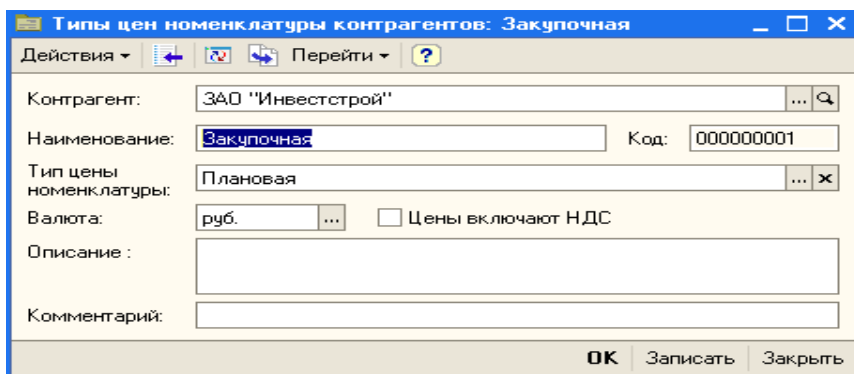 Типы цен номенклатуры контрагентов: Закупочная
Действия Перейти ?
Контрагент: ЗАО "Инвестстрой" ...
Наименование: Закупочная Код: 000000001
Тип цены
номенклатуры: Плановая ... x
Валюта: руб. ... Цены включают НДС
Описание :
Комментарий:
OK Записать Закрыть